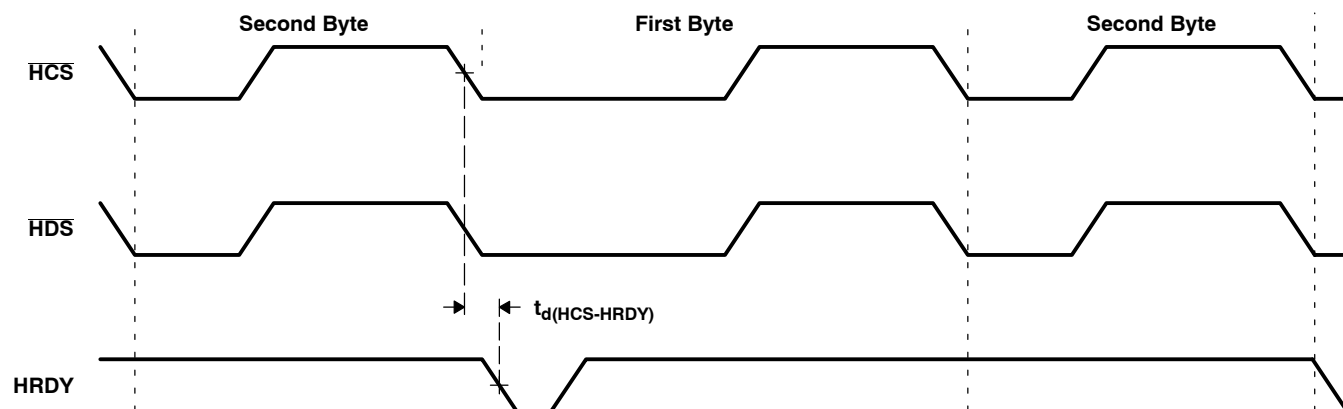 Second Byte First Byte Second Byte
HCS
HDS
td(HCS-HRDY)
HRDY